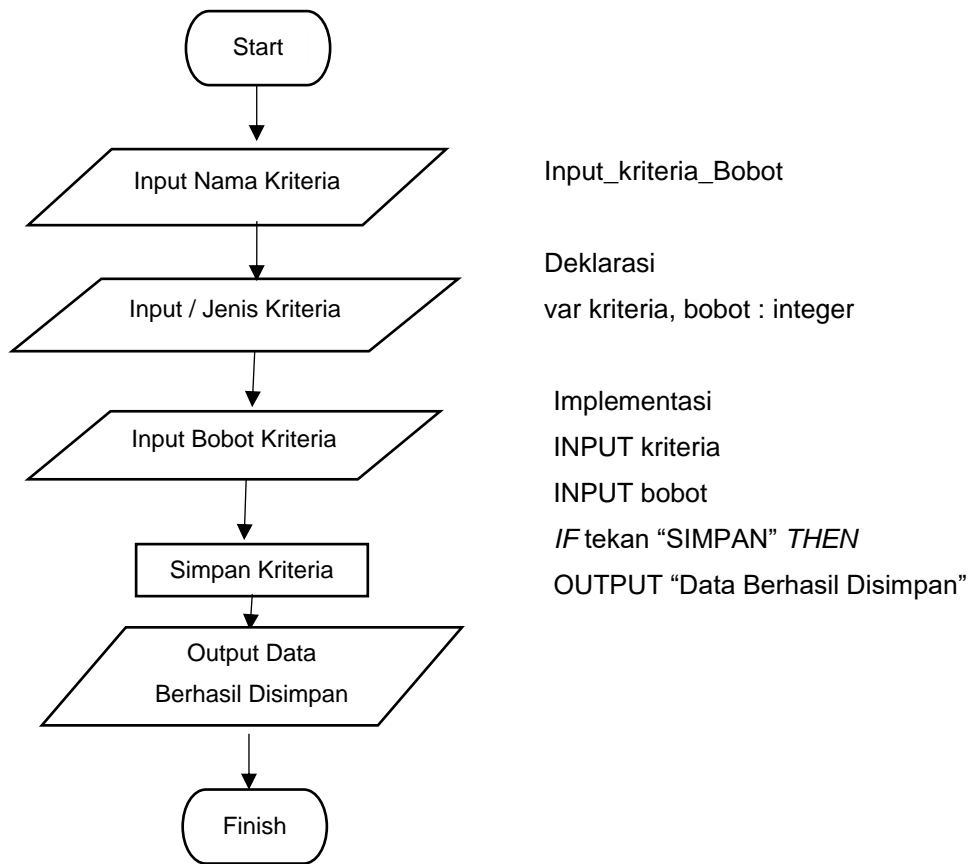 Start
Input Nama Kriteria
Input / Jenis Kriteria
Input Bobot Kriteria
Simpan Kriteria
Output Data
Berhasil Disimpan
Finish
Input_kriteria_Bobot
Deklarasi
var kriteria, bobot : integer
Implementasi
INPUT kriteria
INPUT bobot
IF tekan “SIMPAN” THEN
OUTPUT “Data Berhasil Disimpan”